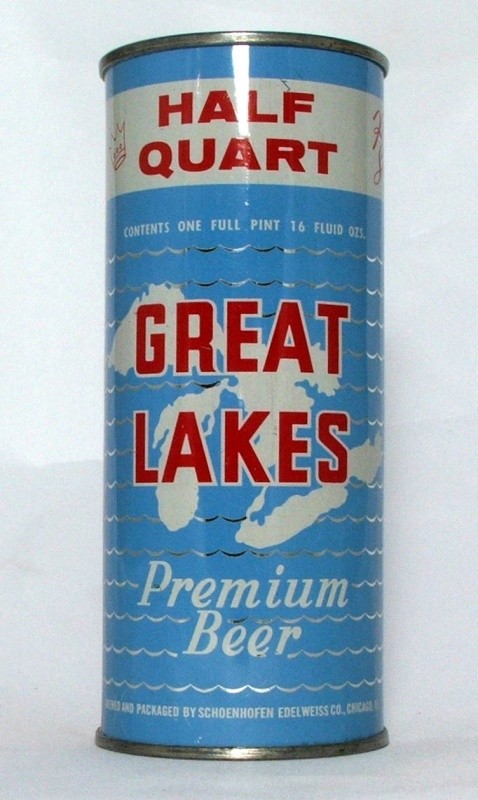 HALF
QUART
CONTENTS ONE FULL PINT 16 FLUID OZS.
GREAT
LAKES
Premium
Beer
AND PACKAGED BY SCHOENHOFEN EDELWEISS CO., CHICAGO,